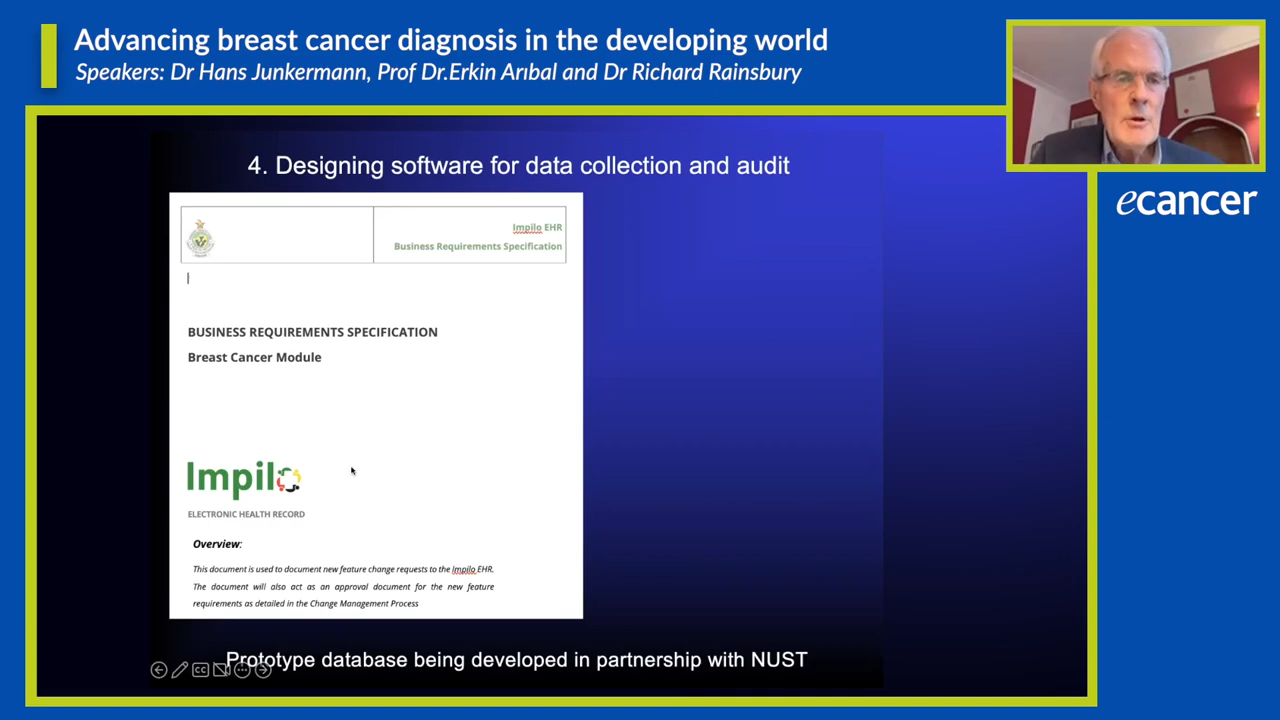 Advancing breast cancer diagnosis in the developing world
Speakers: Dr Hans Junkermann, Prof Dr.Erkin Arıbal and Dr Richard Rainsbury
ecancer
4. Designing software for data collection and audit
Impilo EHR
Business Requirements Specification
BUSINESS REQUIREMENTS SPECIFICATION
Breast Cancer Module
Impilo
ELECTRONIC HEALTH RECORD
Overview:
This document is used to document new feature change requests to the Impilo EHR.
The document will also act as an approval document for the new feature
requirements as detailed in the Change Management Process
Prototype database being developed in partnership with NUST
CC